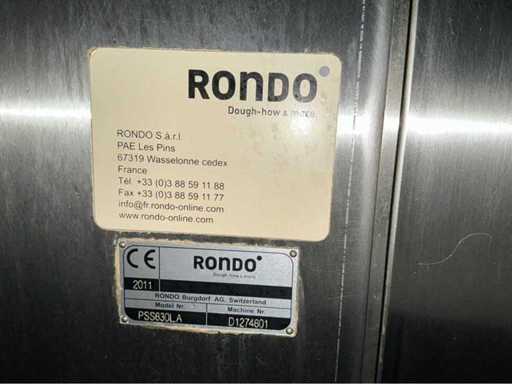 RONDO
Dough-how & more.
RONDO S.à.r.l.
PAE Les Pins
67319 Wasselonne cedex
France
Tél. +33 (0)3 88 59 11 88
Fax +33 (0)3 88 59 11 77
info@fr.rondo-online.com
www.rondo-online.com
CE
RONDO
Dough-how & more.
2011
RONDO Burgdorf AG, Switzerland
Model Nr. Machine Nr.
PSS630LA D1274601